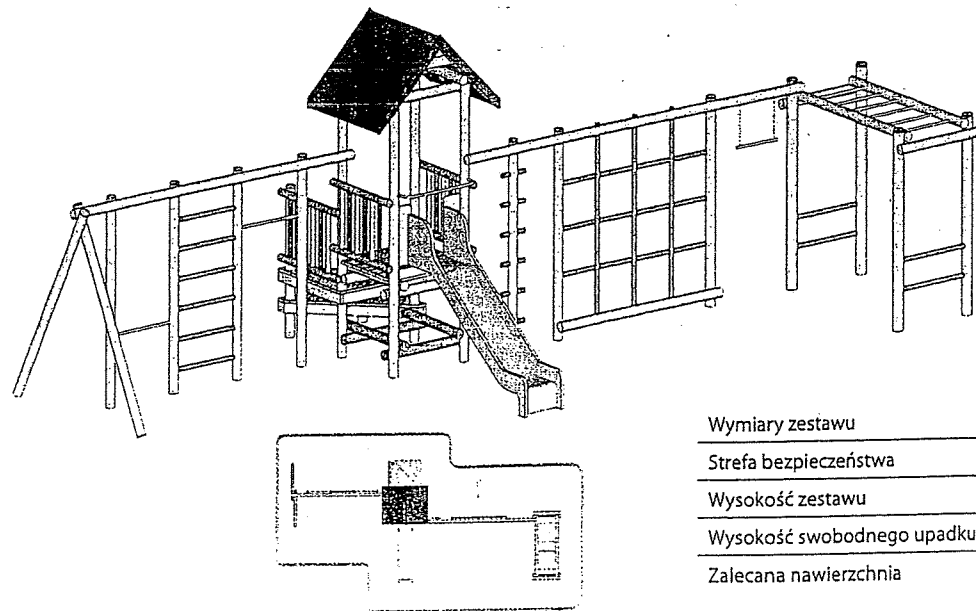 Wymiary zestawu
Strefa bezpieczeństwa
Wysokość zestawu
Wysokość swobodnego upadku
Zalecana nawierzchnia